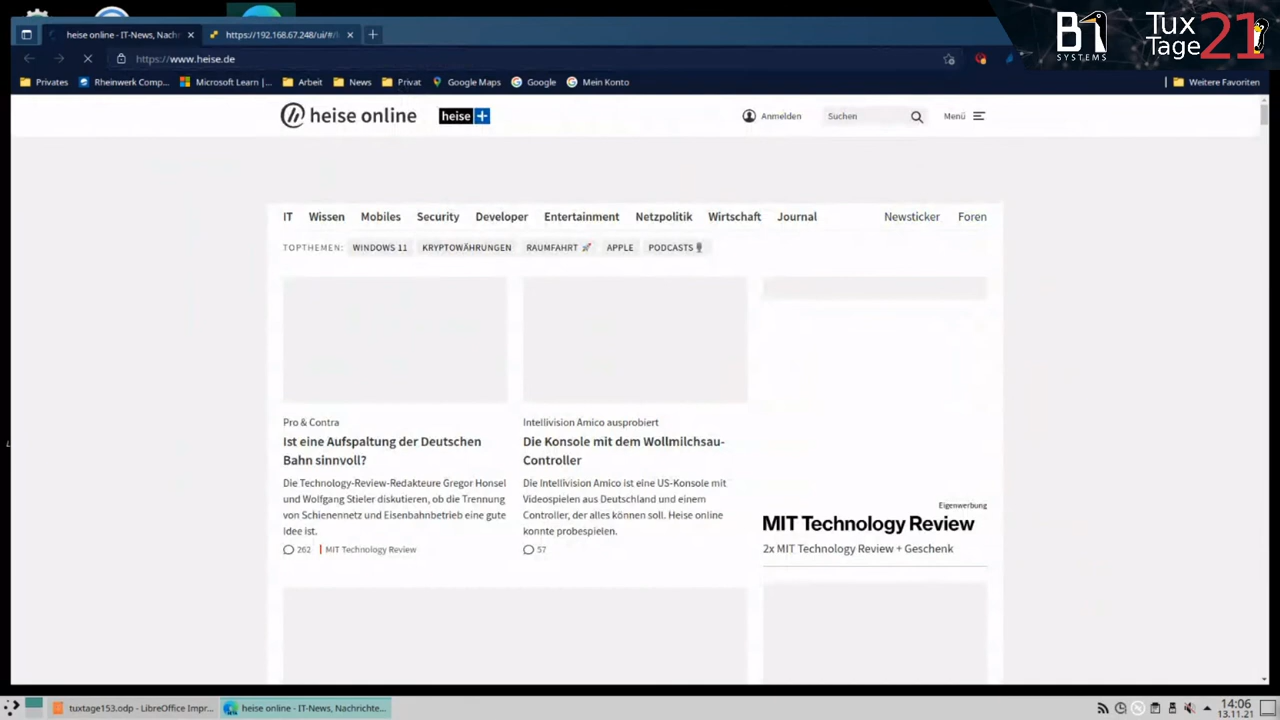 heise online - IT-News, Nachr
https://192.168.67.248/ui/#/l
B1
SYSTEMS
Tux
Tage
21
https://www.heise.de
Privates
Rheinwerk Comp...
Microsoft Learn |...
Arbeit
News
Privat
Google Maps
Google
Mein Konto
Weitere Favoriten
heise online
heise+
Anmelden
Suchen
Menü
IT Wissen Mobiles Security Developer Entertainment Netzpolitik Wirtschaft Journal Newsticker Foren
TOPTHEMEN: WINDOWS 11 KRYPTOWÄHRUNGEN RAUMFAHRT APPLE PODCASTS
Pro & Contra
Ist eine Aufspaltung der Deutschen
Bahn sinnvoll?
Die Technology-Review-Redakteure Gregor Honsel
und Wolfgang Stieler diskutieren, ob die Trennung
von Schienennetz und Eisenbahnbetrieb eine gute
Idee ist.
262 MIT Technology Review
Intellivision Amico ausprobiert
Die Konsole mit dem Wollmilchsau-
Controller
Die Intellivision Amico ist eine US-Konsole mit
Videospielen aus Deutschland und einem
Controller, der alles können soll. Heise online
konnte probespielen.
57
Eigenwerbung
MIT Technology Review
2x MIT Technology Review + Geschenk
tuxtage153.odp - LibreOffice Impr...
heise online - IT-News, Nachrichte...
14:06
13.11.21